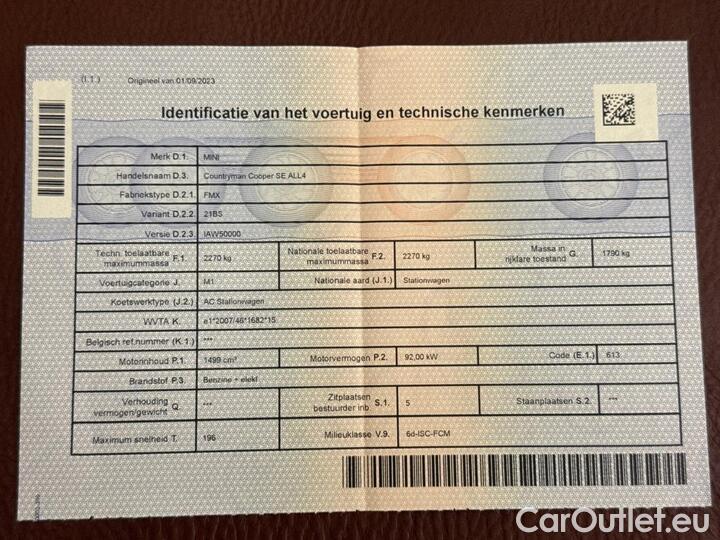 (I.1.) Origineel van 01/09/2023
Identificatie van het voertuig en technische kenmerken
Merk D.1. MINI
Handelsnaam D.3. Countryman Cooper SE ALL4
Fabriekstype D.2.1. FMX
Variant D.2.2. 21BS
Versie D.2.3. IAW50000
Techn. toelaatbare maximummassa F.1. 2270 kg Nationale toelaatbare maximummassa F.2. 2270 kg Massa in rijklare toestand G. 1790 kg
Voertuigcategorie J. M1 Nationale aard (J.1.) Stationwagen
Koetswerktype (J.2.) AC Stationwagen
WVTA K. e1*2007/46*1682*15
Belgisch ref.nummer (K.1.) ***
Motorinhoud P.1. 1499 cm³ Motorvermogen P.2. 92,00 kW Code (E.1.) 613
Brandstof P.3. Benzine + elekt
Verhouding vermogen/gewicht Q. *** Zitplaatsen bestuurder inb. S.1. 5 Staanplaatsen S.2. ***
Maximum snelheid T. 196 Milieuklasse V.9. 6d-ISC-FCM
CarOutlet.eu